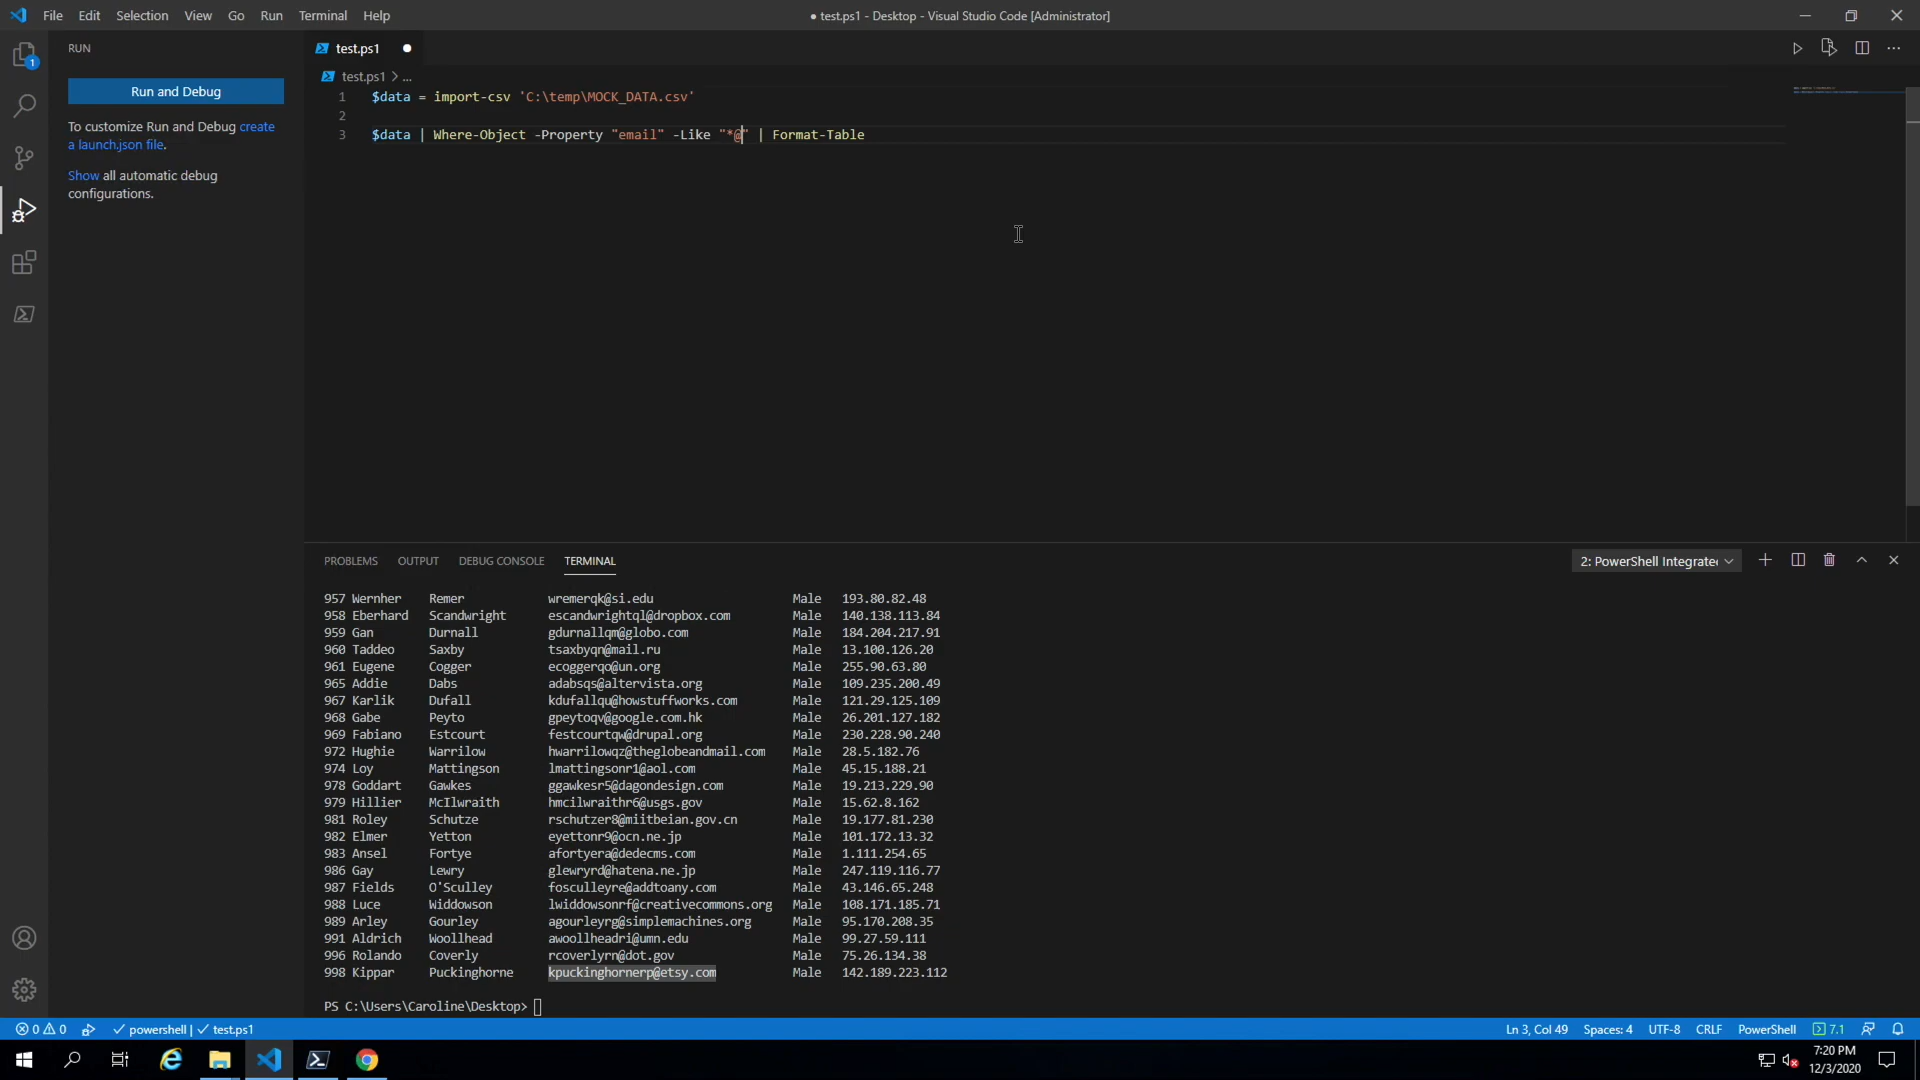 File Edit Selection View Go Run Terminal Help
● test.ps1 - Desktop - Visual Studio Code [Administrator]
RUN
test.ps1
Run and Debug
test.ps1 > ...
1 $data = import-csv 'C:\temp\MOCK_DATA.csv'
2
3 $data | Where-Object -Property "email" -Like "*@" | Format-Table
To customize Run and Debug create
a launch.json file.
Show all automatic debug
configurations.
1
PROBLEMS OUTPUT DEBUG CONSOLE TERMINAL
2: PowerShell Integrate
957 Wernher Remer wremerqk@si.edu Male 193.80.82.48
958 Eberhard Scandwright escandwrightql@dropbox.com Male 140.138.113.84
959 Gan Durnall gdurnallqm@globo.com Male 184.204.217.91
960 Taddeo Saxby tsaxbyqn@mail.ru Male 13.100.126.20
961 Eugene Cogger ecoggerqo@un.org Male 255.90.63.80
965 Addie Dabs adabsqs@altervista.org Male 109.235.200.49
967 Karlik Dufall kdufallqu@howstuffworks.com Male 121.29.125.109
968 Gabe Peyto gpeytoqv@google.com.hk Male 26.201.127.182
969 Fabiano Estcourt festcourtqw@drupal.org Male 230.228.90.240
972 Hughie Warrilow hwarrilowqz@theglobeandmail.com Male 28.5.182.76
974 Loy Mattingson lmattingsonr1@aol.com Male 45.15.188.21
978 Goddart Gawkes ggawkesr5@dagondesign.com Male 19.213.229.90
979 Hillier McIlwraith hmcilwraithr6@usgs.gov Male 15.62.8.162
981 Roley Schutze rschutzer8@miitbeian.gov.cn Male 19.177.81.230
982 Elmer Yetton eyettonr9@ocn.ne.jp Male 101.172.13.32
983 Ansel Fortye afortyera@dedecms.com Male 1.111.254.65
986 Gay Lewry glewryrd@hatena.ne.jp Male 247.119.116.77
987 Fields O'Sculley fosculleyre@addtoany.com Male 43.146.65.248
988 Luce Widdowson lwiddowsonrf@creativecommons.org Male 108.171.185.71
989 Arley Gourley agourleyrg@simplemachines.org Male 95.170.208.35
991 Aldrich Woollhead awoollheadri@umn.edu Male 99.27.59.111
996 Rolando Coverly rcoverlyrn@dot.gov Male 75.26.134.38
998 Kippar Puckinghorne kpuckinghornerp@etsy.com Male 142.189.223.112
PS C:\Users\Caroline\Desktop>
0 0 powershell | test.ps1 Ln 3, Col 49 Spaces: 4 UTF-8 CRLF PowerShell 7.1
7:20 PM
12/3/2020